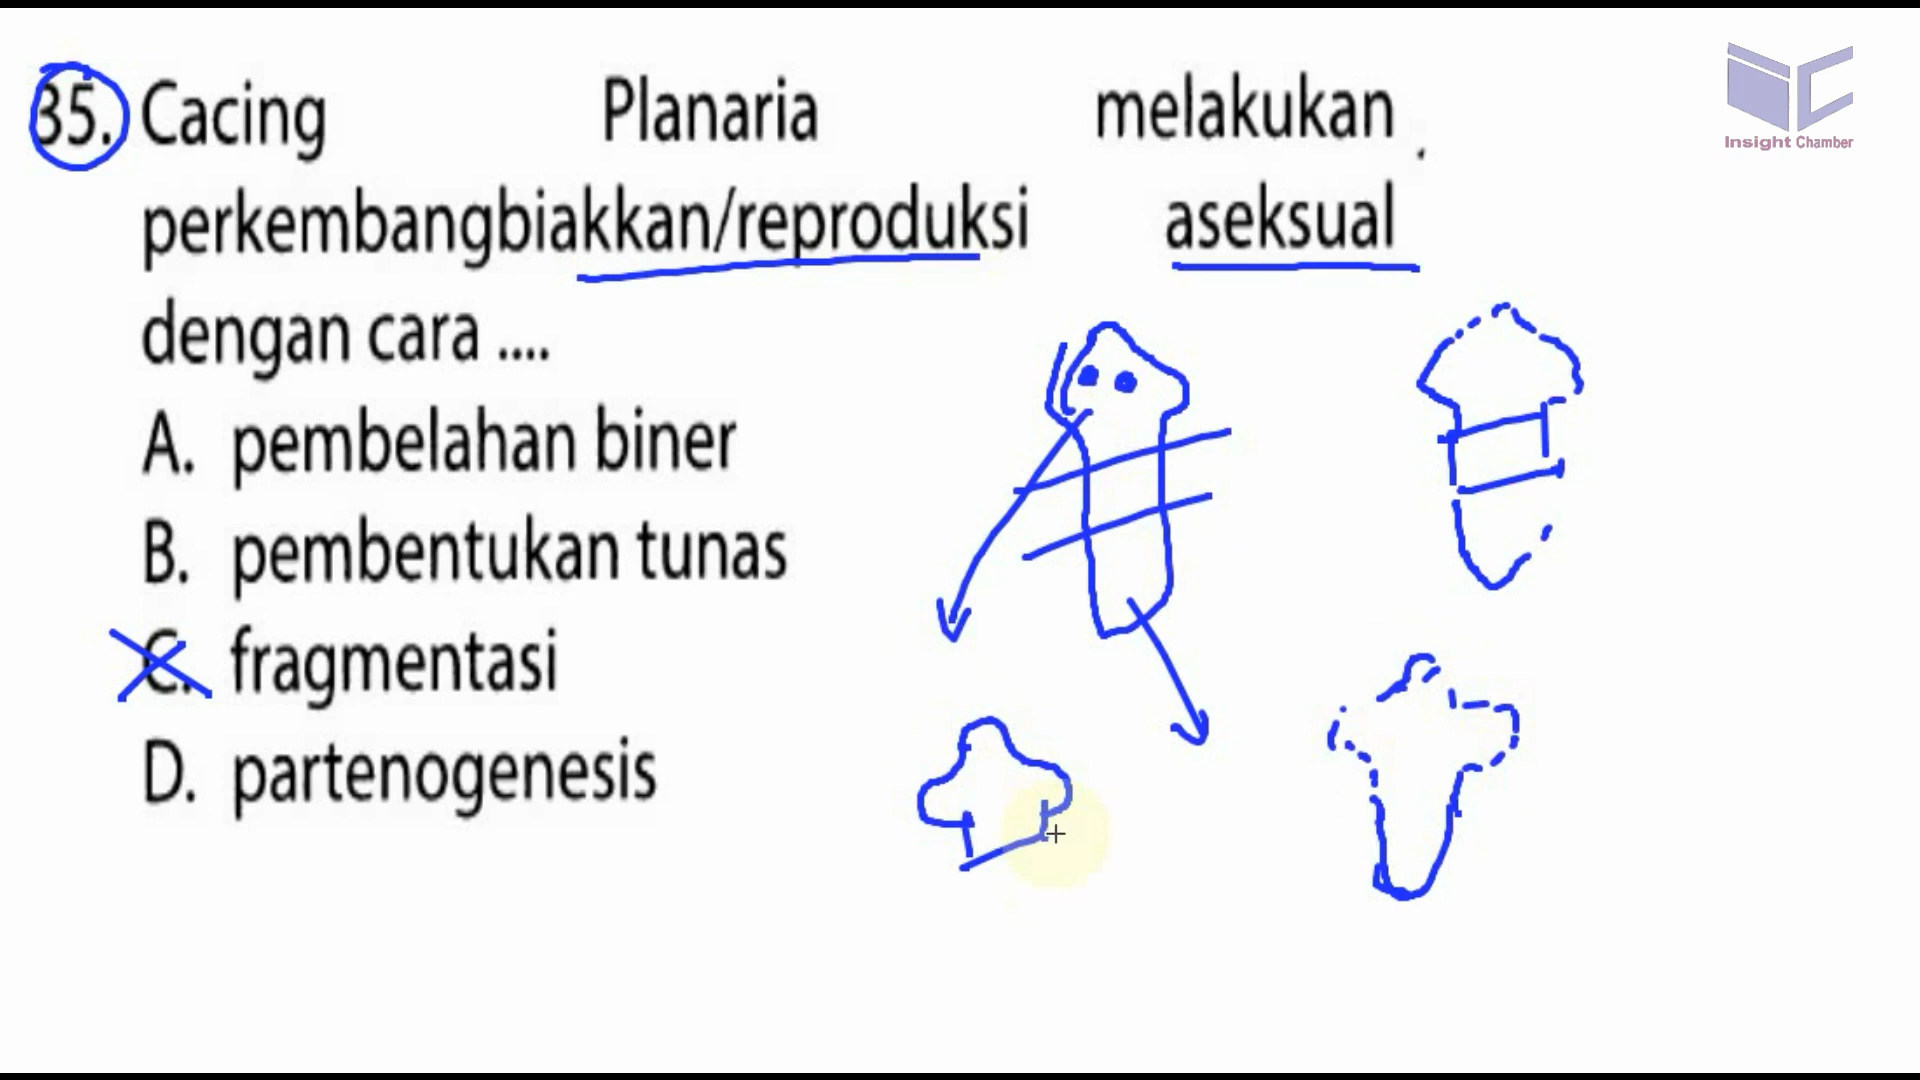 35. Cacing Planaria melakukan
perkembangbiakkan/reproduksi aseksual
dengan cara ....
A. pembelahan biner
B. pembentukan tunas
C. fragmentasi
D. partenogenesis
Insight Chamber